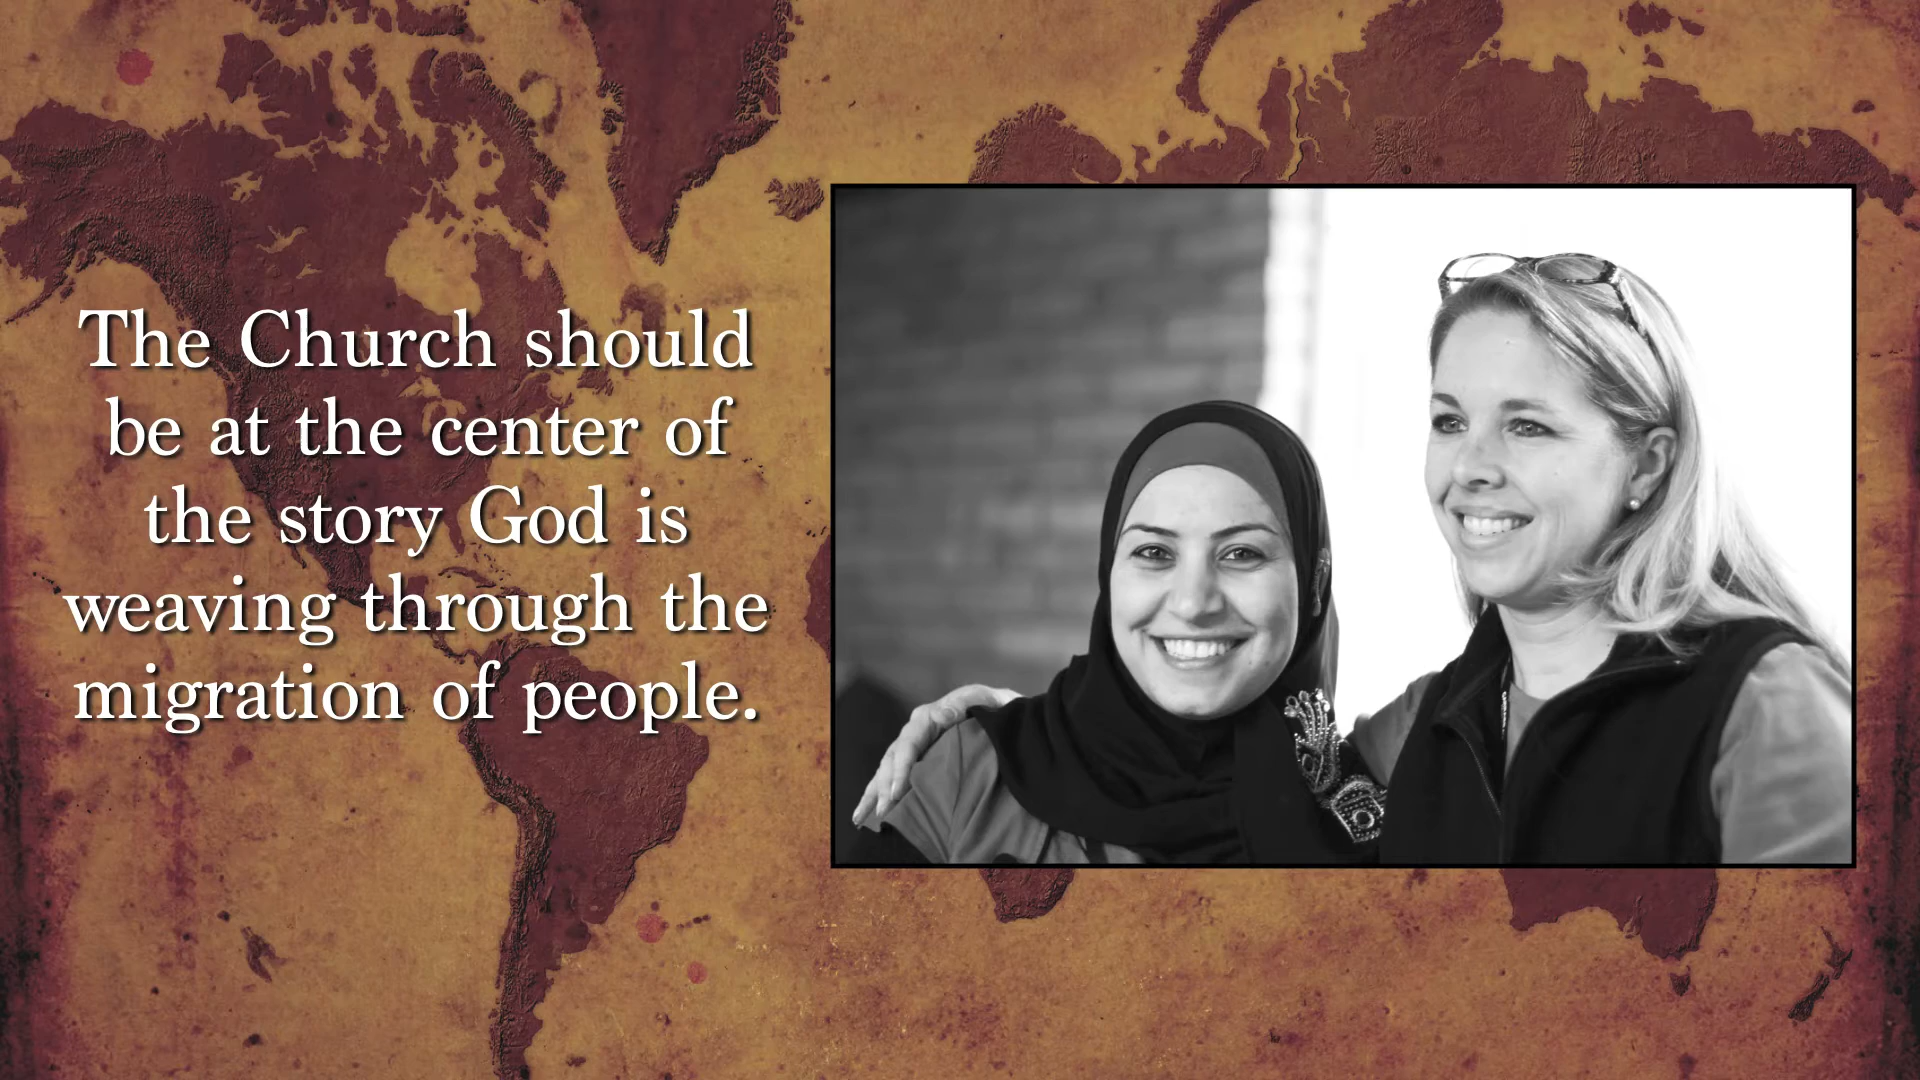 The Church should
be at the center of
the story God is
weaving through the
migration of people.